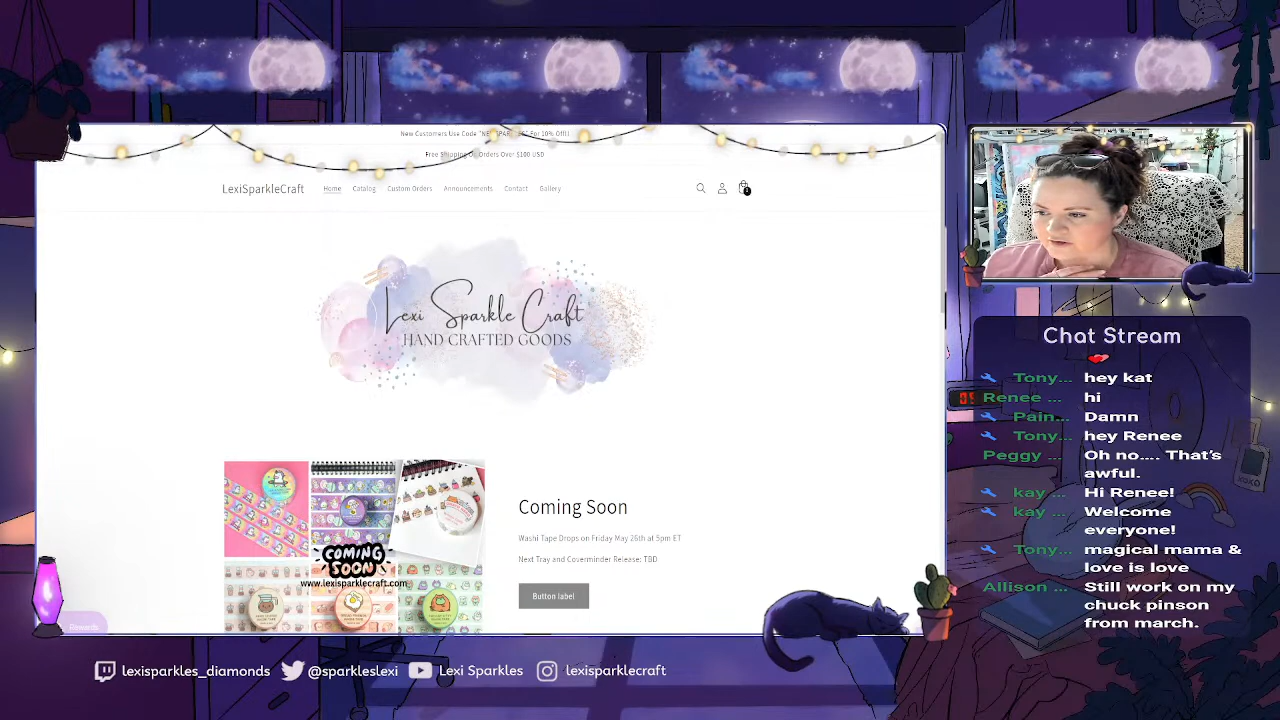 New Customers Use Code For 10% Off!
Free Shipping On Orders Over $100 USD
LexiSparkleCraft
Home
Catalog
Custom Orders
Announcements
Contact
Gallery
Lexi Sparkle Craft
HAND CRAFTED GOODS
Coming Soon
Washi Tape Drops on Friday May 26th at 5pm ET
Next Tray and Coverminder Release: TBD
Button label
COMING
SOON
www.lexisparklecraft.com
Rewards
Chat Stream
Tony... hey kat
Renee ... hi
Pain... Damn
Tony... hey Renee
Peggy ... Oh no.... That's
awful.
kay ... Hi Renee!
kay ... Welcome
everyone!
Tony... magical mama &
love is love
Allison ... Still work on my
chuck pinson
from march.
lexisparkles_diamonds
@sparkleslexi
Lexi Sparkles
lexisparklecraft